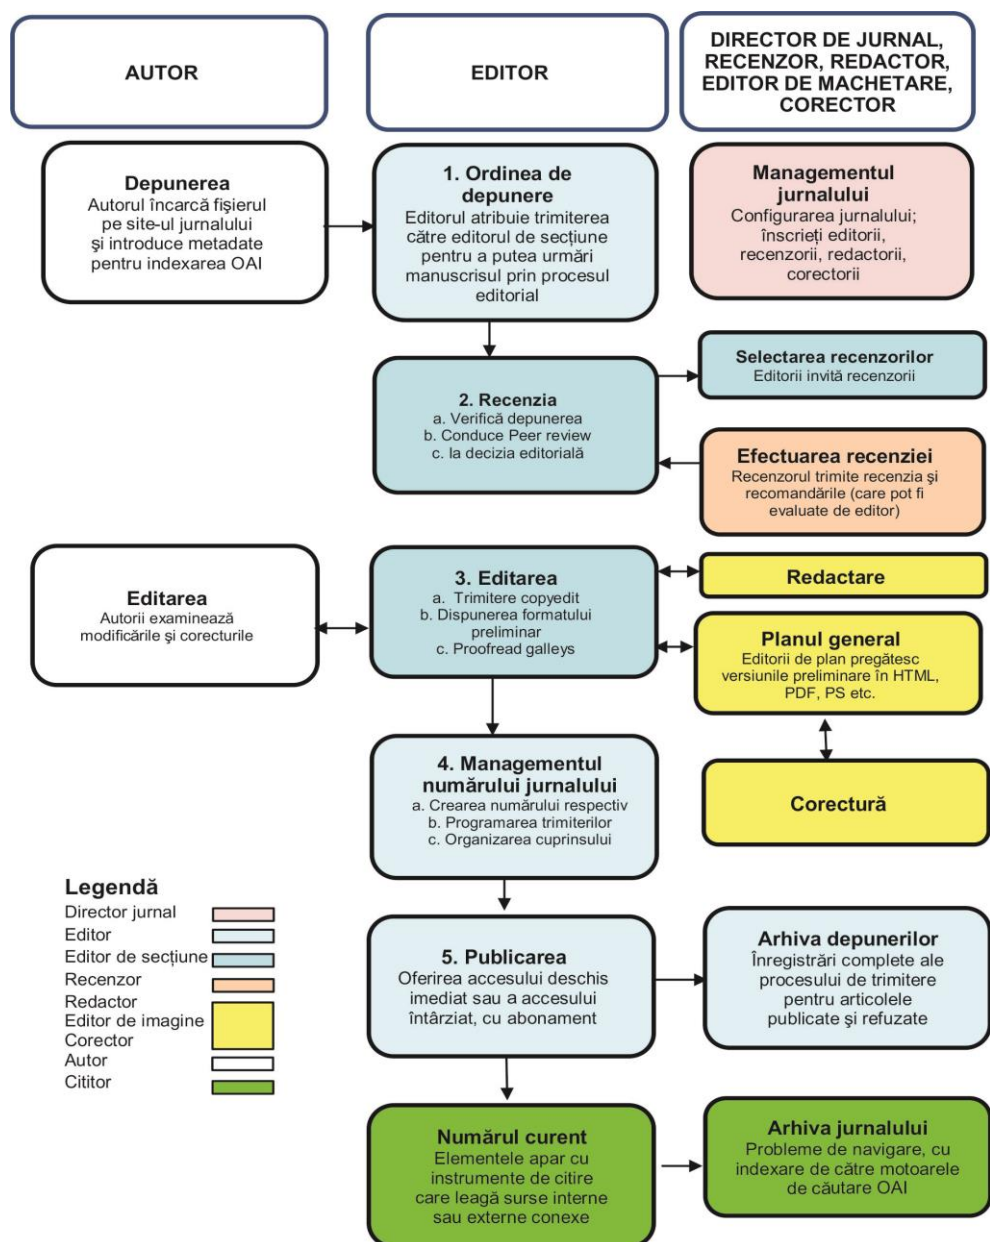 AUTOR
EDITOR
DIRECTOR DE JURNAL,
RECENZOR, REDACTOR,
EDITOR DE MACHETARE,
CORECTOR
Depunerea
Autorul încarcă fişierul
pe site-ul jurnalului
şi introduce metadate
pentru indexarea OAI
1. Ordinea de
depunere
Editorul atribuie trimiterea
către editorul de secţiune
pentru a putea urmări
manuscrisul prin procesul
editorial
Managementul
jurnalului
Configurarea jurnalului;
înscrieţi editorii,
recenzorii, redactorii,
corectorii
2. Recenzia
a. Verifică depunerea
b. Conduce Peer review
c. Ia decizia editorială
Selectarea recenzorilor
Editorii invită recenzorii
Efectuarea recenziei
Recenzorul trimite recenzia şi
recomandările (care pot fi
evaluate de editor)
Editarea
Autorii examinează
modificările şi corecturile
3. Editarea
a. Trimitere copyedit
b. Dispunerea formatului
preliminar
c. Proofread galleys
Redactare
Planul general
Editorii de plan pregătesc
versiunile preliminare în HTML,
PDF, PS etc.
4. Managementul
numărului jurnalului
a. Crearea numărului respectiv
b. Programarea trimiterilor
c. Organizarea cuprinsului
Corectură
Legendă
Director jurnal
Editor
Editor de secţiune
Recenzor
Redactor
Editor de imagine
Corector
Autor
Cititor
5. Publicarea
Oferirea accesului deschis
imediat sau a accesului
întârziat, cu abonament
Arhiva depunerilor
Înregistrări complete ale
procesului de trimitere
pentru articolele
publicate şi refuzate
Numărul curent
Elementele apar cu
instrumente de citire
care leagă surse interne
sau externe conexe
Arhiva jurnalului
Probleme de navigare, cu
indexare de către motoarele
de căutare OAI